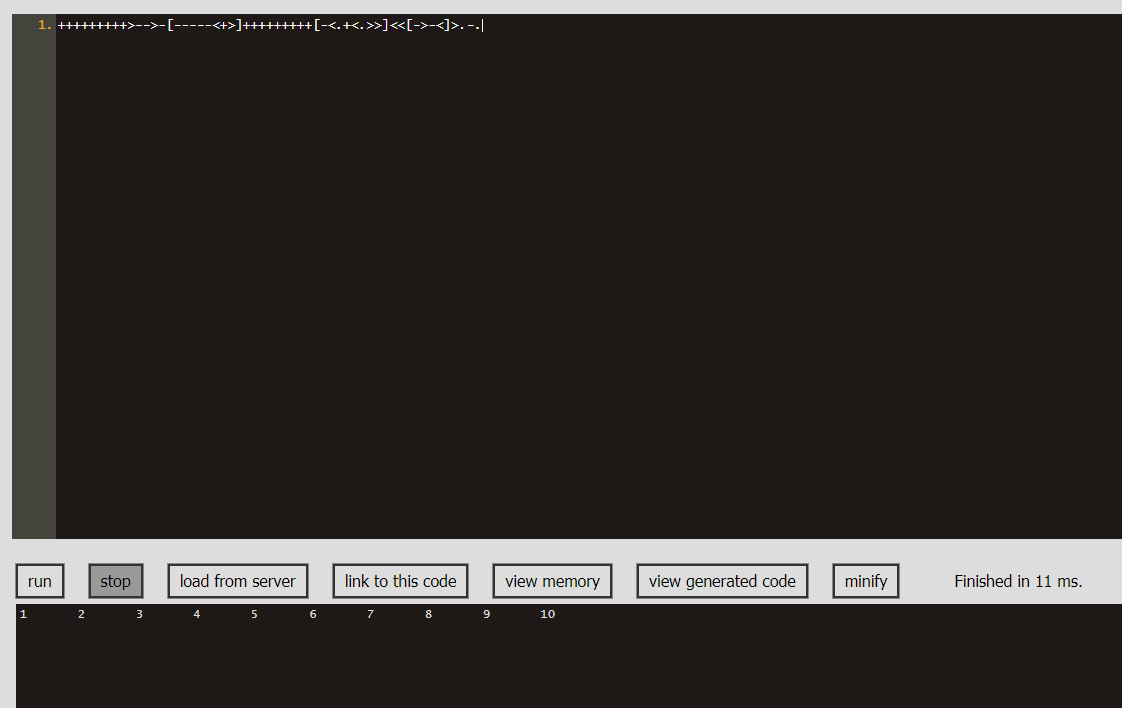 1. +++++++++>-->-[-----<+>]+++++++++[-<.+<.>>]<<[->-<]>.-.
run stop load from server link to this code view memory view generated code minify Finished in 11 ms.
1 2 3 4 5 6 7 8 9 10